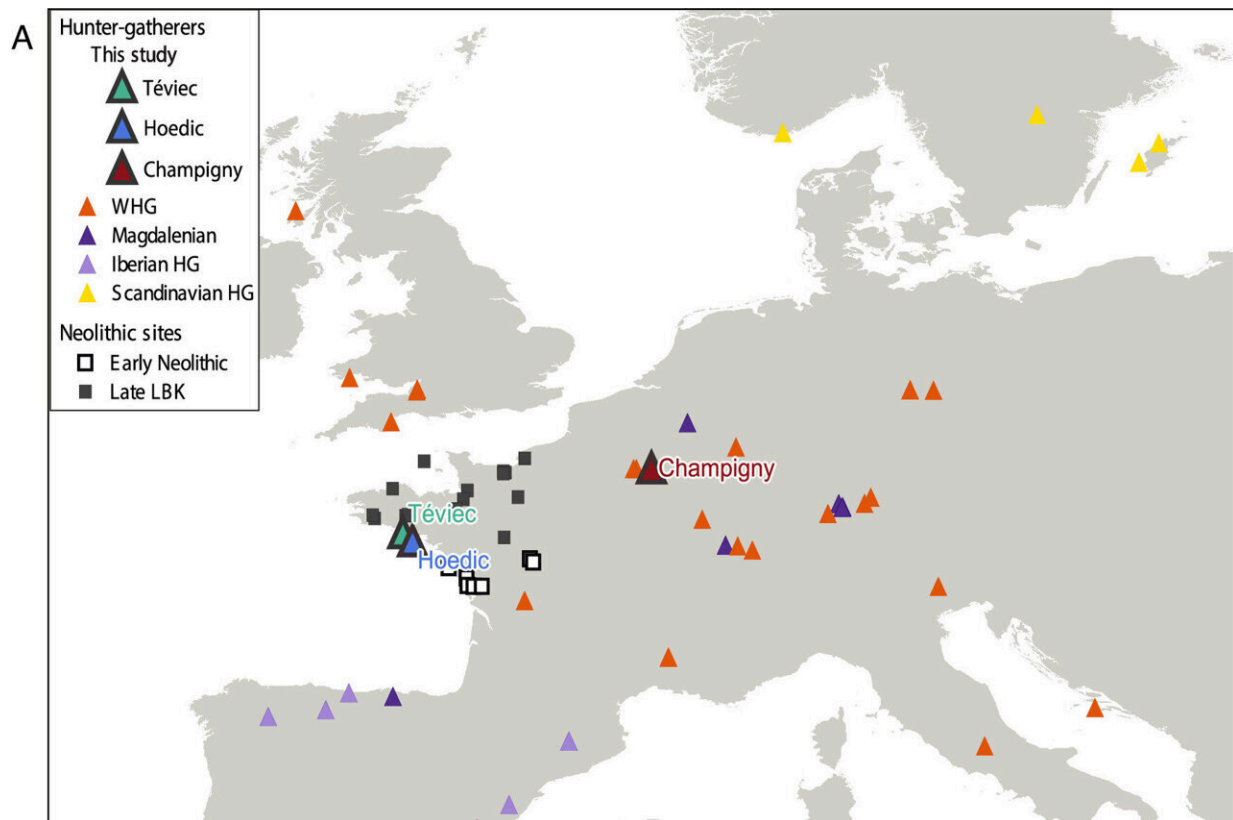 A
Hunter-gatherers
This study
Téviec
Hoedic
Champigny
WHG
Magdalenian
Iberian HG
Scandinavian HG
Neolithic sites
Early Neolithic
Late LBK
Champigny
Téviec
Hoedic